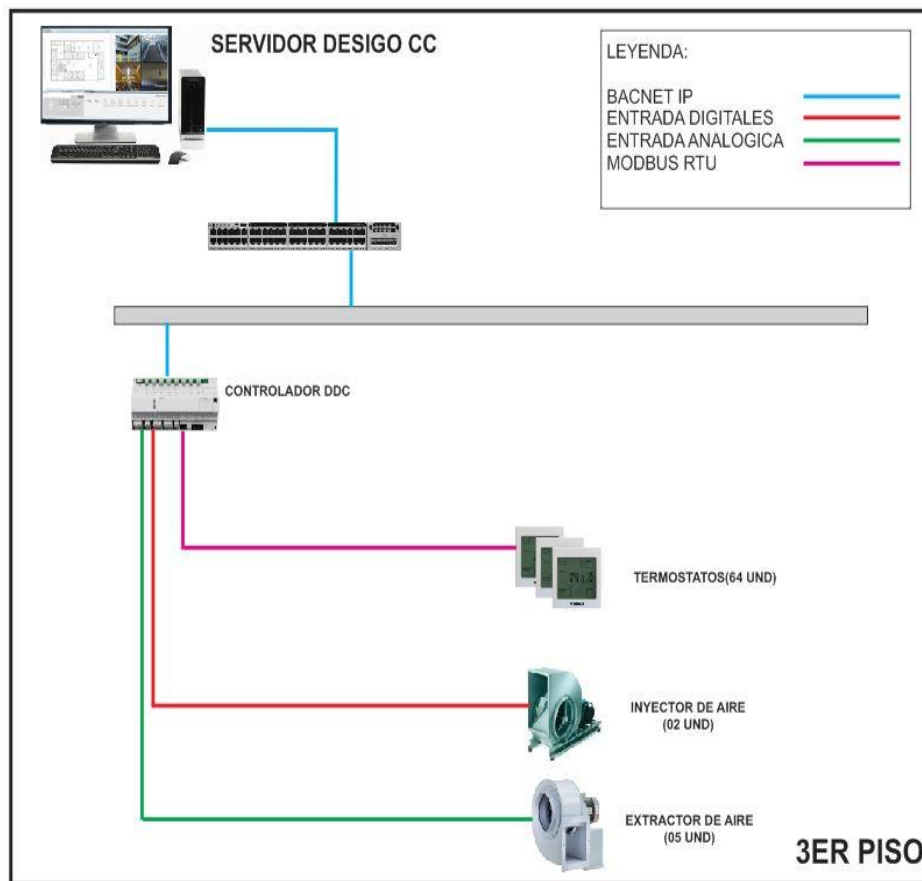 SERVIDOR DESIGO CC
LEYENDA:
BACNET IP
ENTRADA DIGITALES
ENTRADA ANALOGICA
MODBUS RTU
CONTROLADOR DDC
TERMOSTATOS(64 UND)
INYECTOR DE AIRE
(02 UND)
EXTRACTOR DE AIRE
(05 UND)
3ER PISO